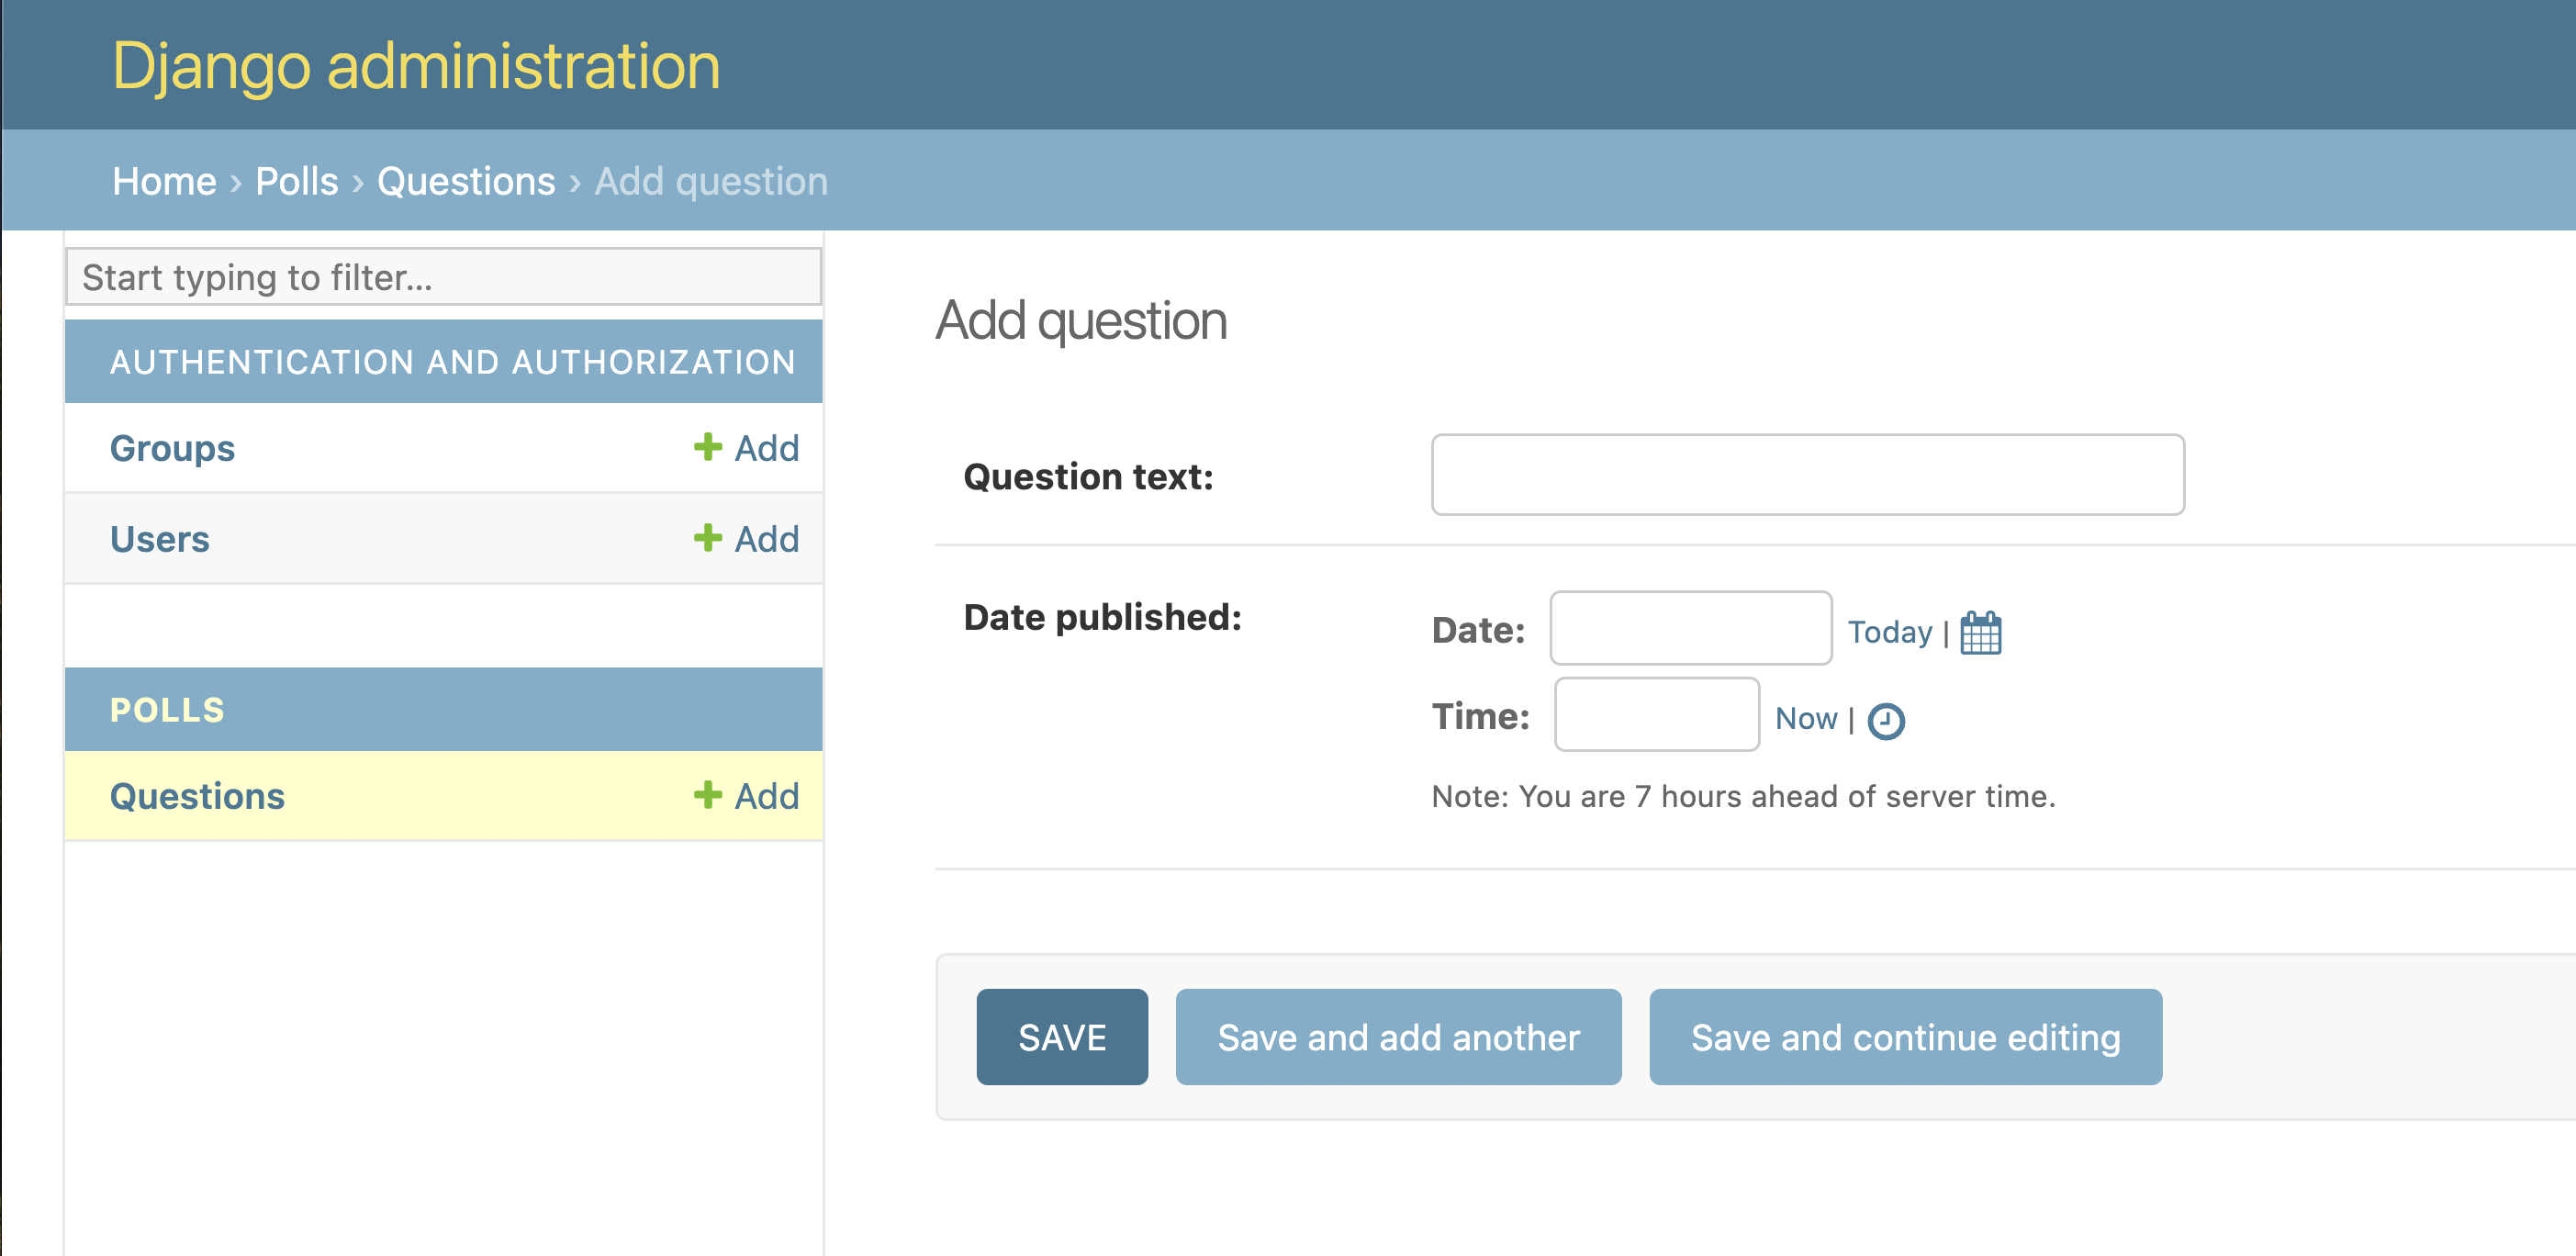 Django administration
Home › Polls › Questions › Add question
Start typing to filter...
AUTHENTICATION AND AUTHORIZATION
Groups + Add
Users + Add
POLLS
Questions + Add
Add question
Question text:
Date published:
Date: Today |
Time: Now |
Note: You are 7 hours ahead of server time.
SAVE
Save and add another
Save and continue editing